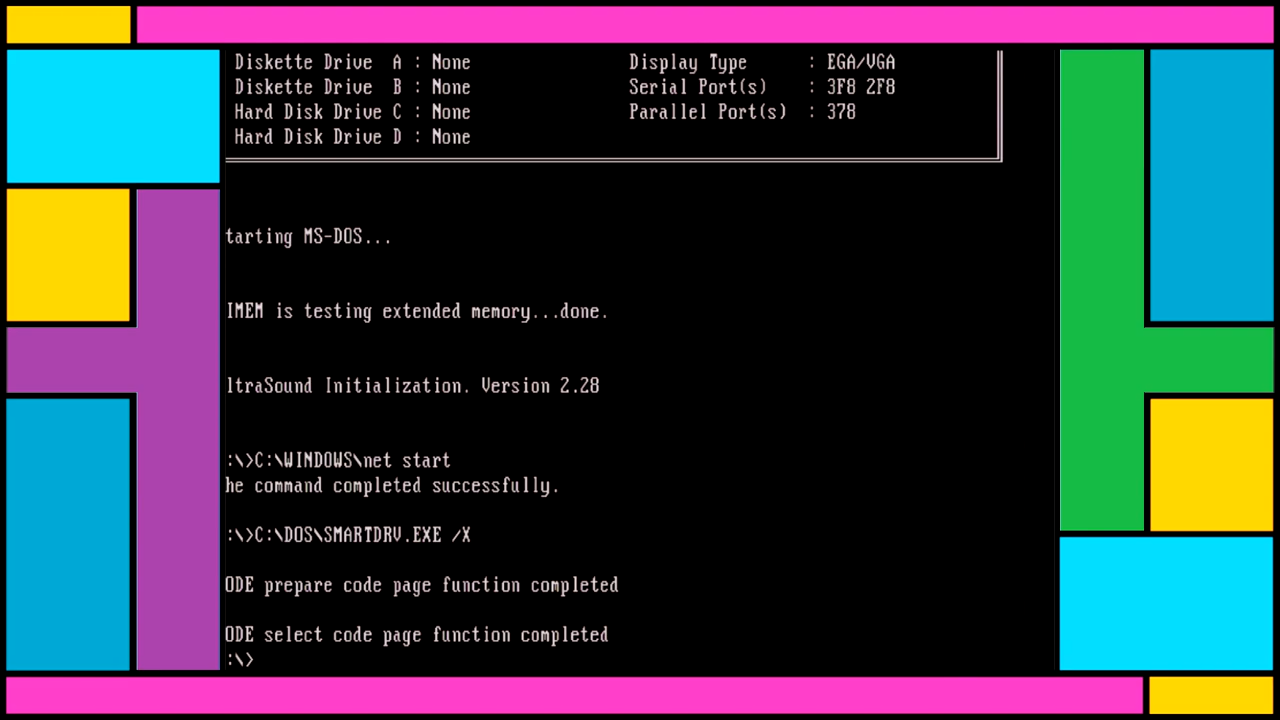 Diskette Drive A : None Display Type : EGA/VGA
Diskette Drive B : None Serial Port(s) : 3F8 2F8
Hard Disk Drive C : None Parallel Port(s) : 378
Hard Disk Drive D : None
tarting MS-DOS...
IMEM is testing extended memory...done.
ltraSound Initialization. Version 2.28
:\>C:\WINDOWS\net start
he command completed successfully.
:\>C:\DOS\SMARTDRV.EXE /X
ODE prepare code page function completed
ODE select code page function completed
:\>